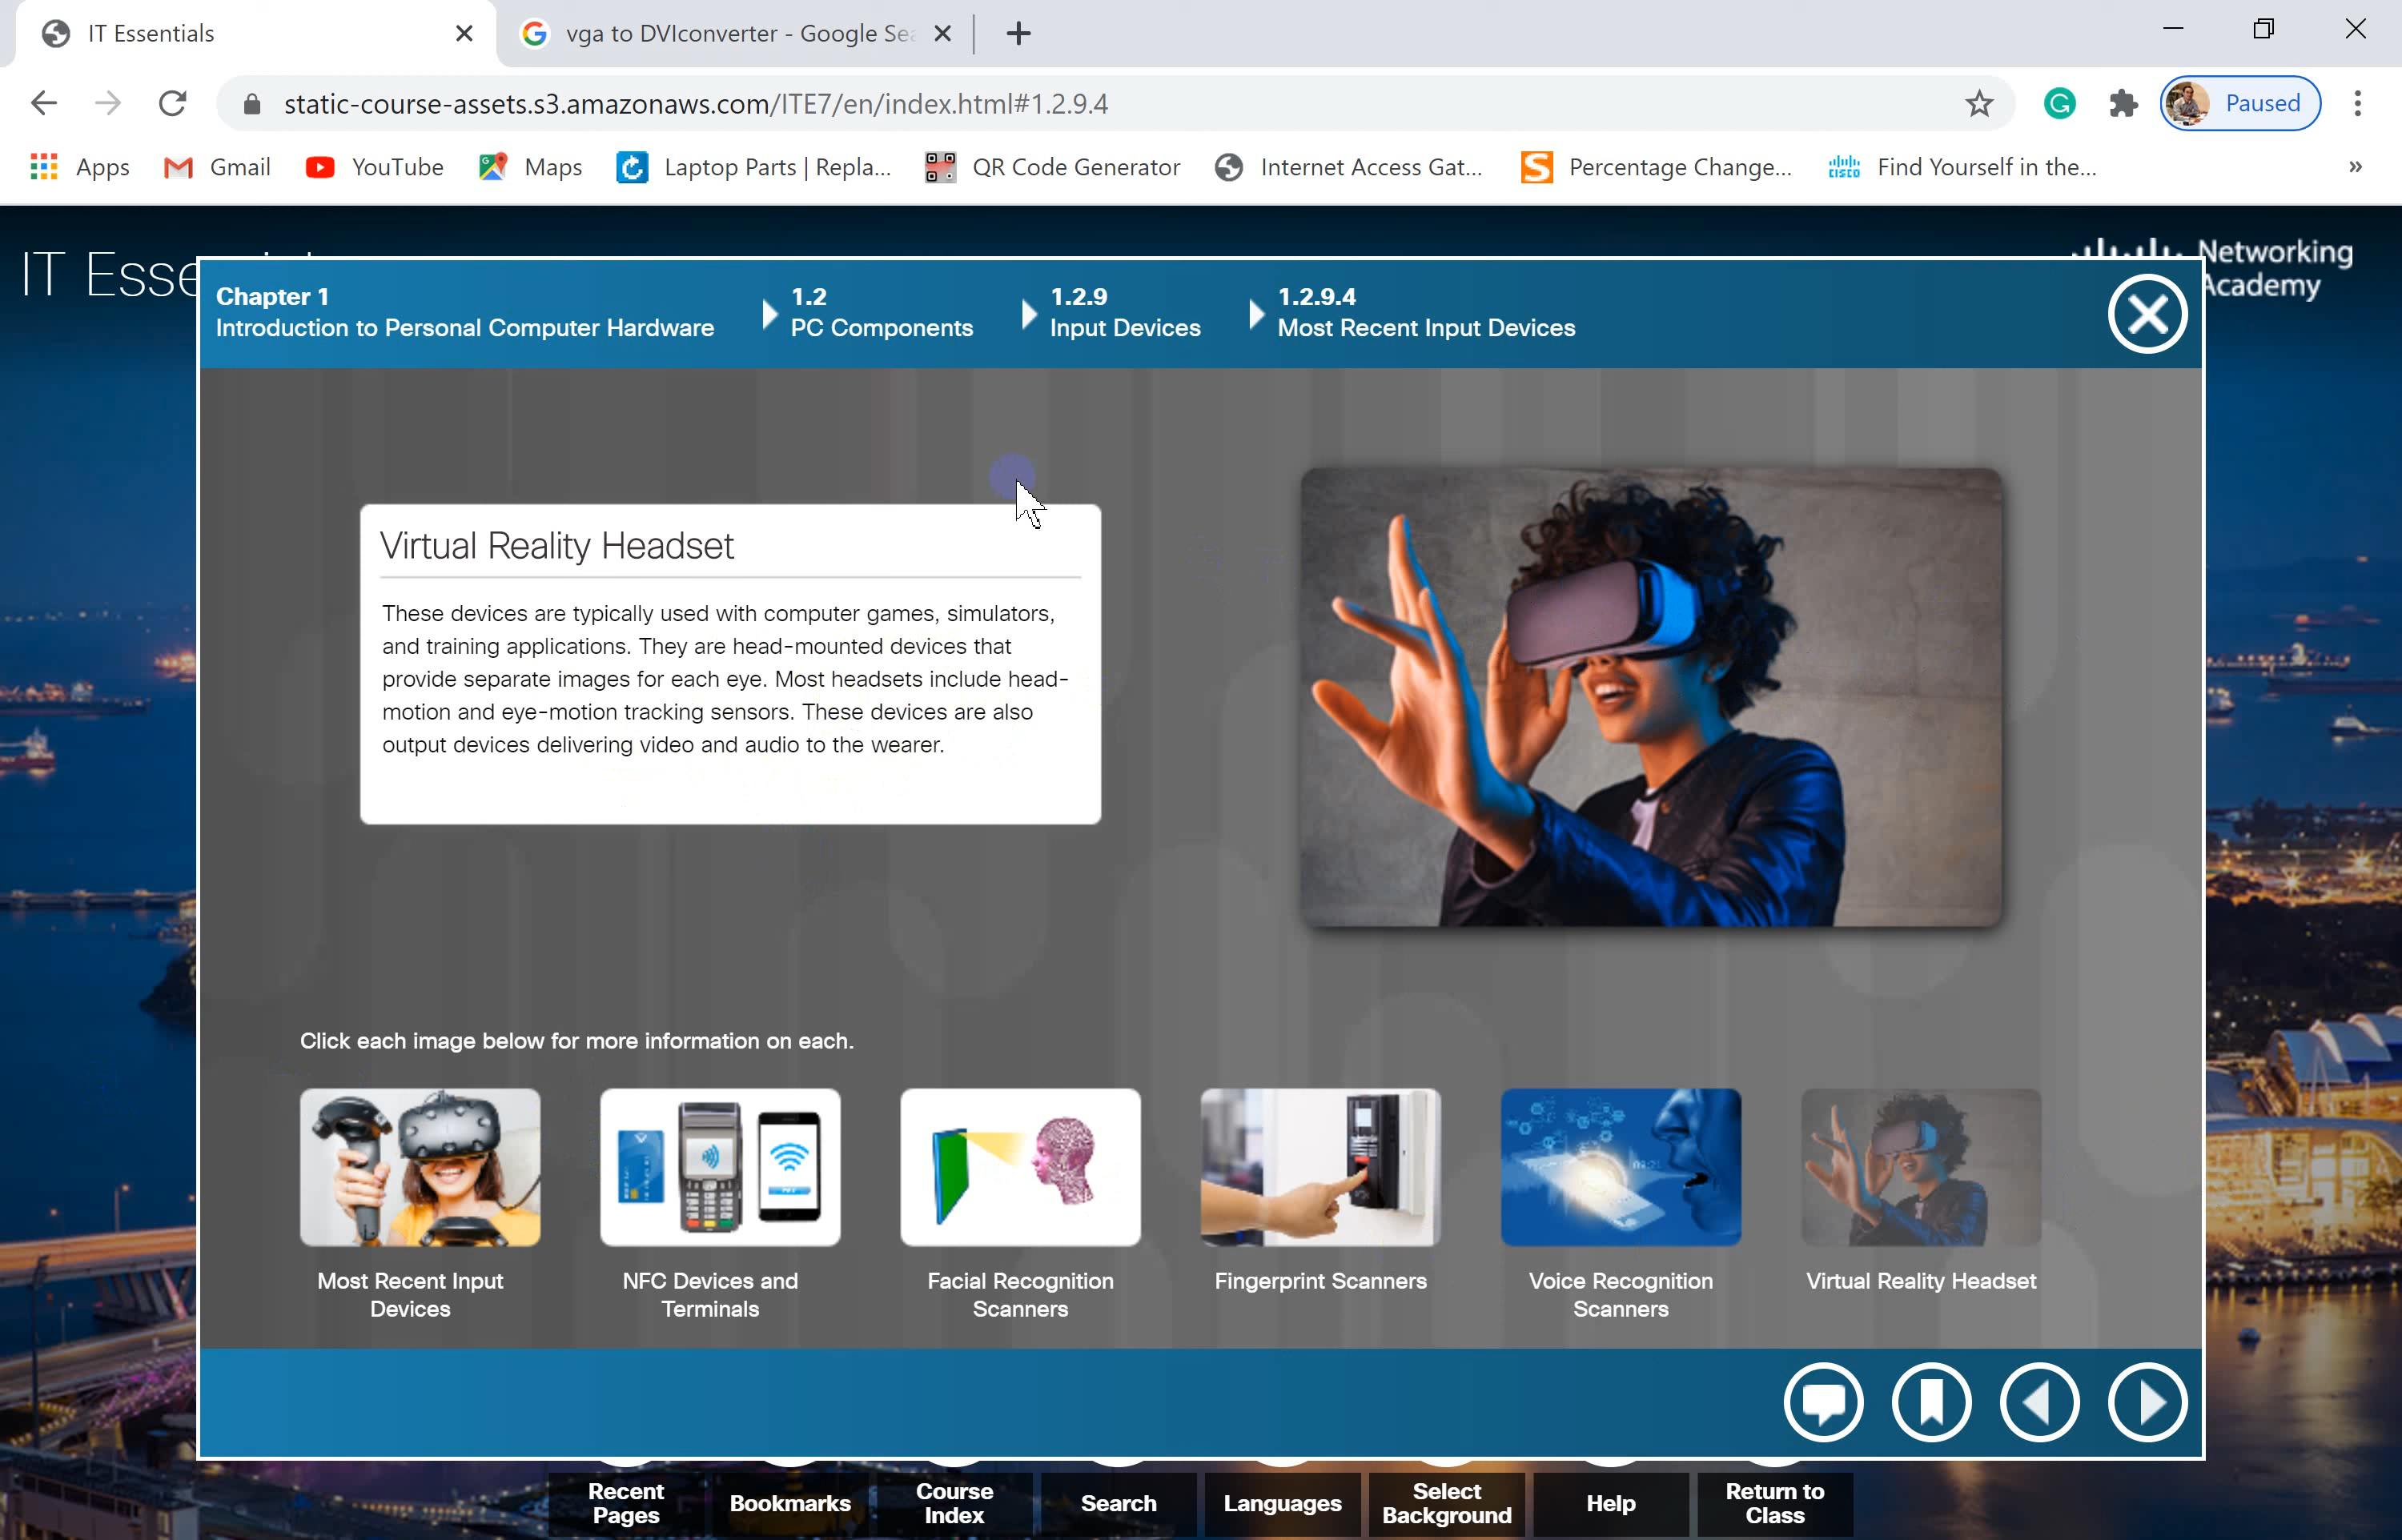 IT Essentials
vga to DVIconverter - Google Sea
static-course-assets.s3.amazonaws.com/ITE7/en/index.html#1.2.9.4
Paused
Apps
Gmail
YouTube
Maps
Laptop Parts | Repla...
QR Code Generator
Internet Access Gat...
Percentage Change...
Find Yourself in the...
»
IT Esse
Networking
Academy
Chapter 1
Introduction to Personal Computer Hardware
1.2
PC Components
1.2.9
Input Devices
1.2.9.4
Most Recent Input Devices
Virtual Reality Headset
These devices are typically used with computer games, simulators,
and training applications. They are head-mounted devices that
provide separate images for each eye. Most headsets include head-
motion and eye-motion tracking sensors. These devices are also
output devices delivering video and audio to the wearer.
Click each image below for more information on each.
Most Recent Input
Devices
NFC Devices and
Terminals
Facial Recognition
Scanners
Fingerprint Scanners
Voice Recognition
Scanners
Virtual Reality Headset
Recent
Pages
Bookmarks
Course
Index
Search
Languages
Select
Background
Help
Return to
Class